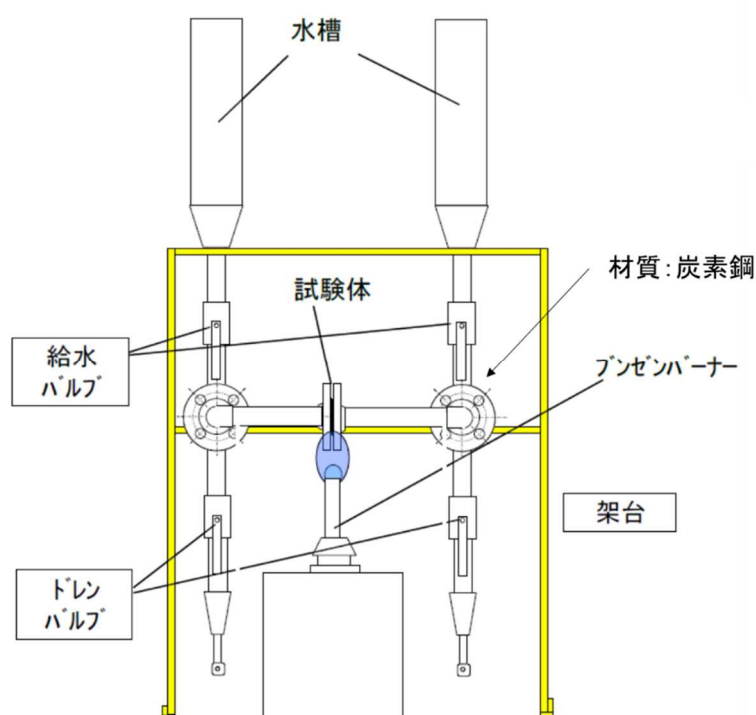 水槽
材質:炭素鋼
試験体
給水
バルブ
ブンゼンバーナー
架台
ドレン
バルブ